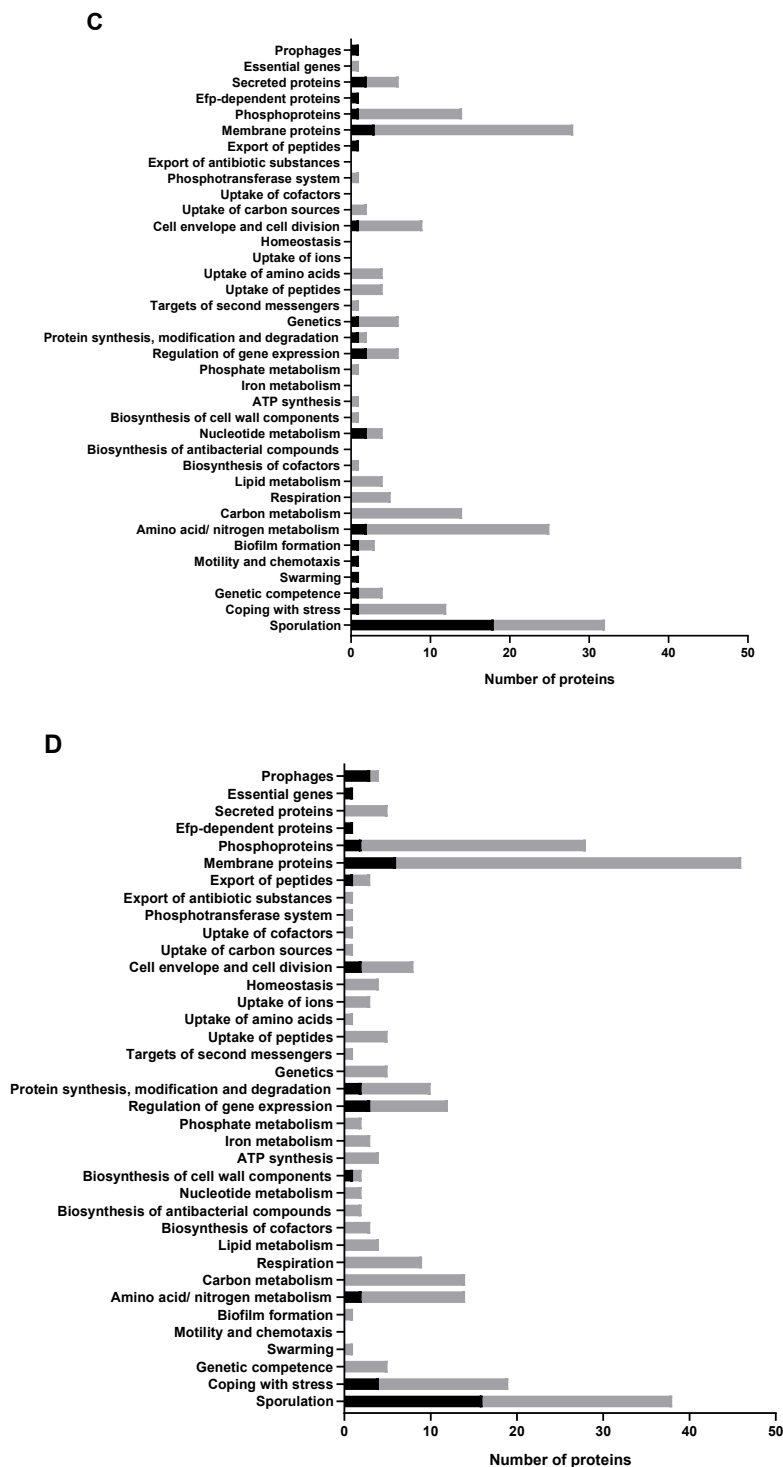 C
Prophages
Essential genes
Secreted proteins
Efp-dependent proteins
Phosphoproteins
Membrane proteins
Export of peptides
Export of antibiotic substances
Phosphotransferase system
Uptake of cofactors
Uptake of carbon sources
Cell envelope and cell division
Homeostasis
Uptake of ions
Uptake of amino acids
Uptake of peptides
Targets of second messengers
Genetics
Protein synthesis, modification and degradation
Regulation of gene expression
Phosphate metabolism
Iron metabolism
ATP synthesis
Biosynthesis of cell wall components
Nucleotide metabolism
Biosynthesis of antibacterial compounds
Biosynthesis of cofactors
Lipid metabolism
Respiration
Carbon metabolism
Amino acid/ nitrogen metabolism
Biofilm formation
Motility and chemotaxis
Swarming
Genetic competence
Coping with stress
Sporulation
0 10 20 30 40 50
Number of proteins
D
Prophages
Essential genes
Secreted proteins
Efp-dependent proteins
Phosphoproteins
Membrane proteins
Export of peptides
Export of antibiotic substances
Phosphotransferase system
Uptake of cofactors
Uptake of carbon sources
Cell envelope and cell division
Homeostasis
Uptake of ions
Uptake of amino acids
Uptake of peptides
Targets of second messengers
Genetics
Protein synthesis, modification and degradation
Regulation of gene expression
Phosphate metabolism
Iron metabolism
ATP synthesis
Biosynthesis of cell wall components
Nucleotide metabolism
Biosynthesis of antibacterial compounds
Biosynthesis of cofactors
Lipid metabolism
Respiration
Carbon metabolism
Amino acid/ nitrogen metabolism
Biofilm formation
Motility and chemotaxis
Swarming
Genetic competence
Coping with stress
Sporulation
0 10 20 30 40 50
Number of proteins